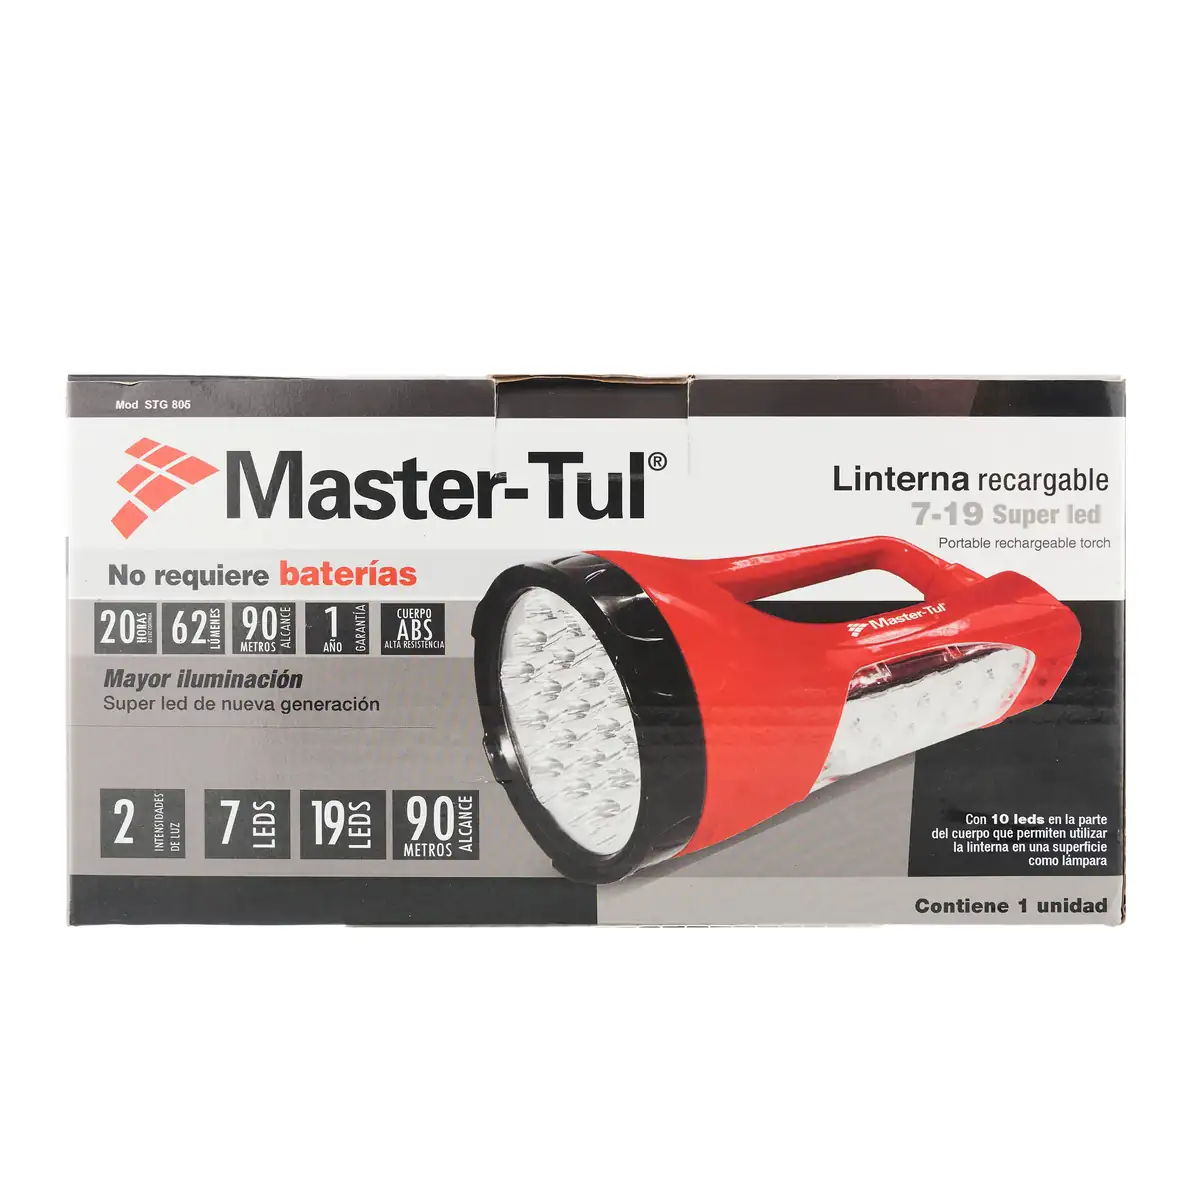 Mod STG 805
Master-Tul®
Linterna recargable
7-19 Super led
Portable rechargeable torch
No requiere baterías
20 HORAS
62 LÚMENES
90 METROS ALCANCE
1 AÑO GARANTÍA
CUERPO ABS ALTA RESISTENCIA
Master-Tul
Mayor iluminación
Super led de nueva generación
2 INTENSIDADES DE LUZ
7 LEDS
19 LEDS
90 METROS ALCANCE
Con 10 leds en la parte
del cuerpo que permiten utilizar
la linterna en una superficie
como lámpara
Contiene 1 unidad